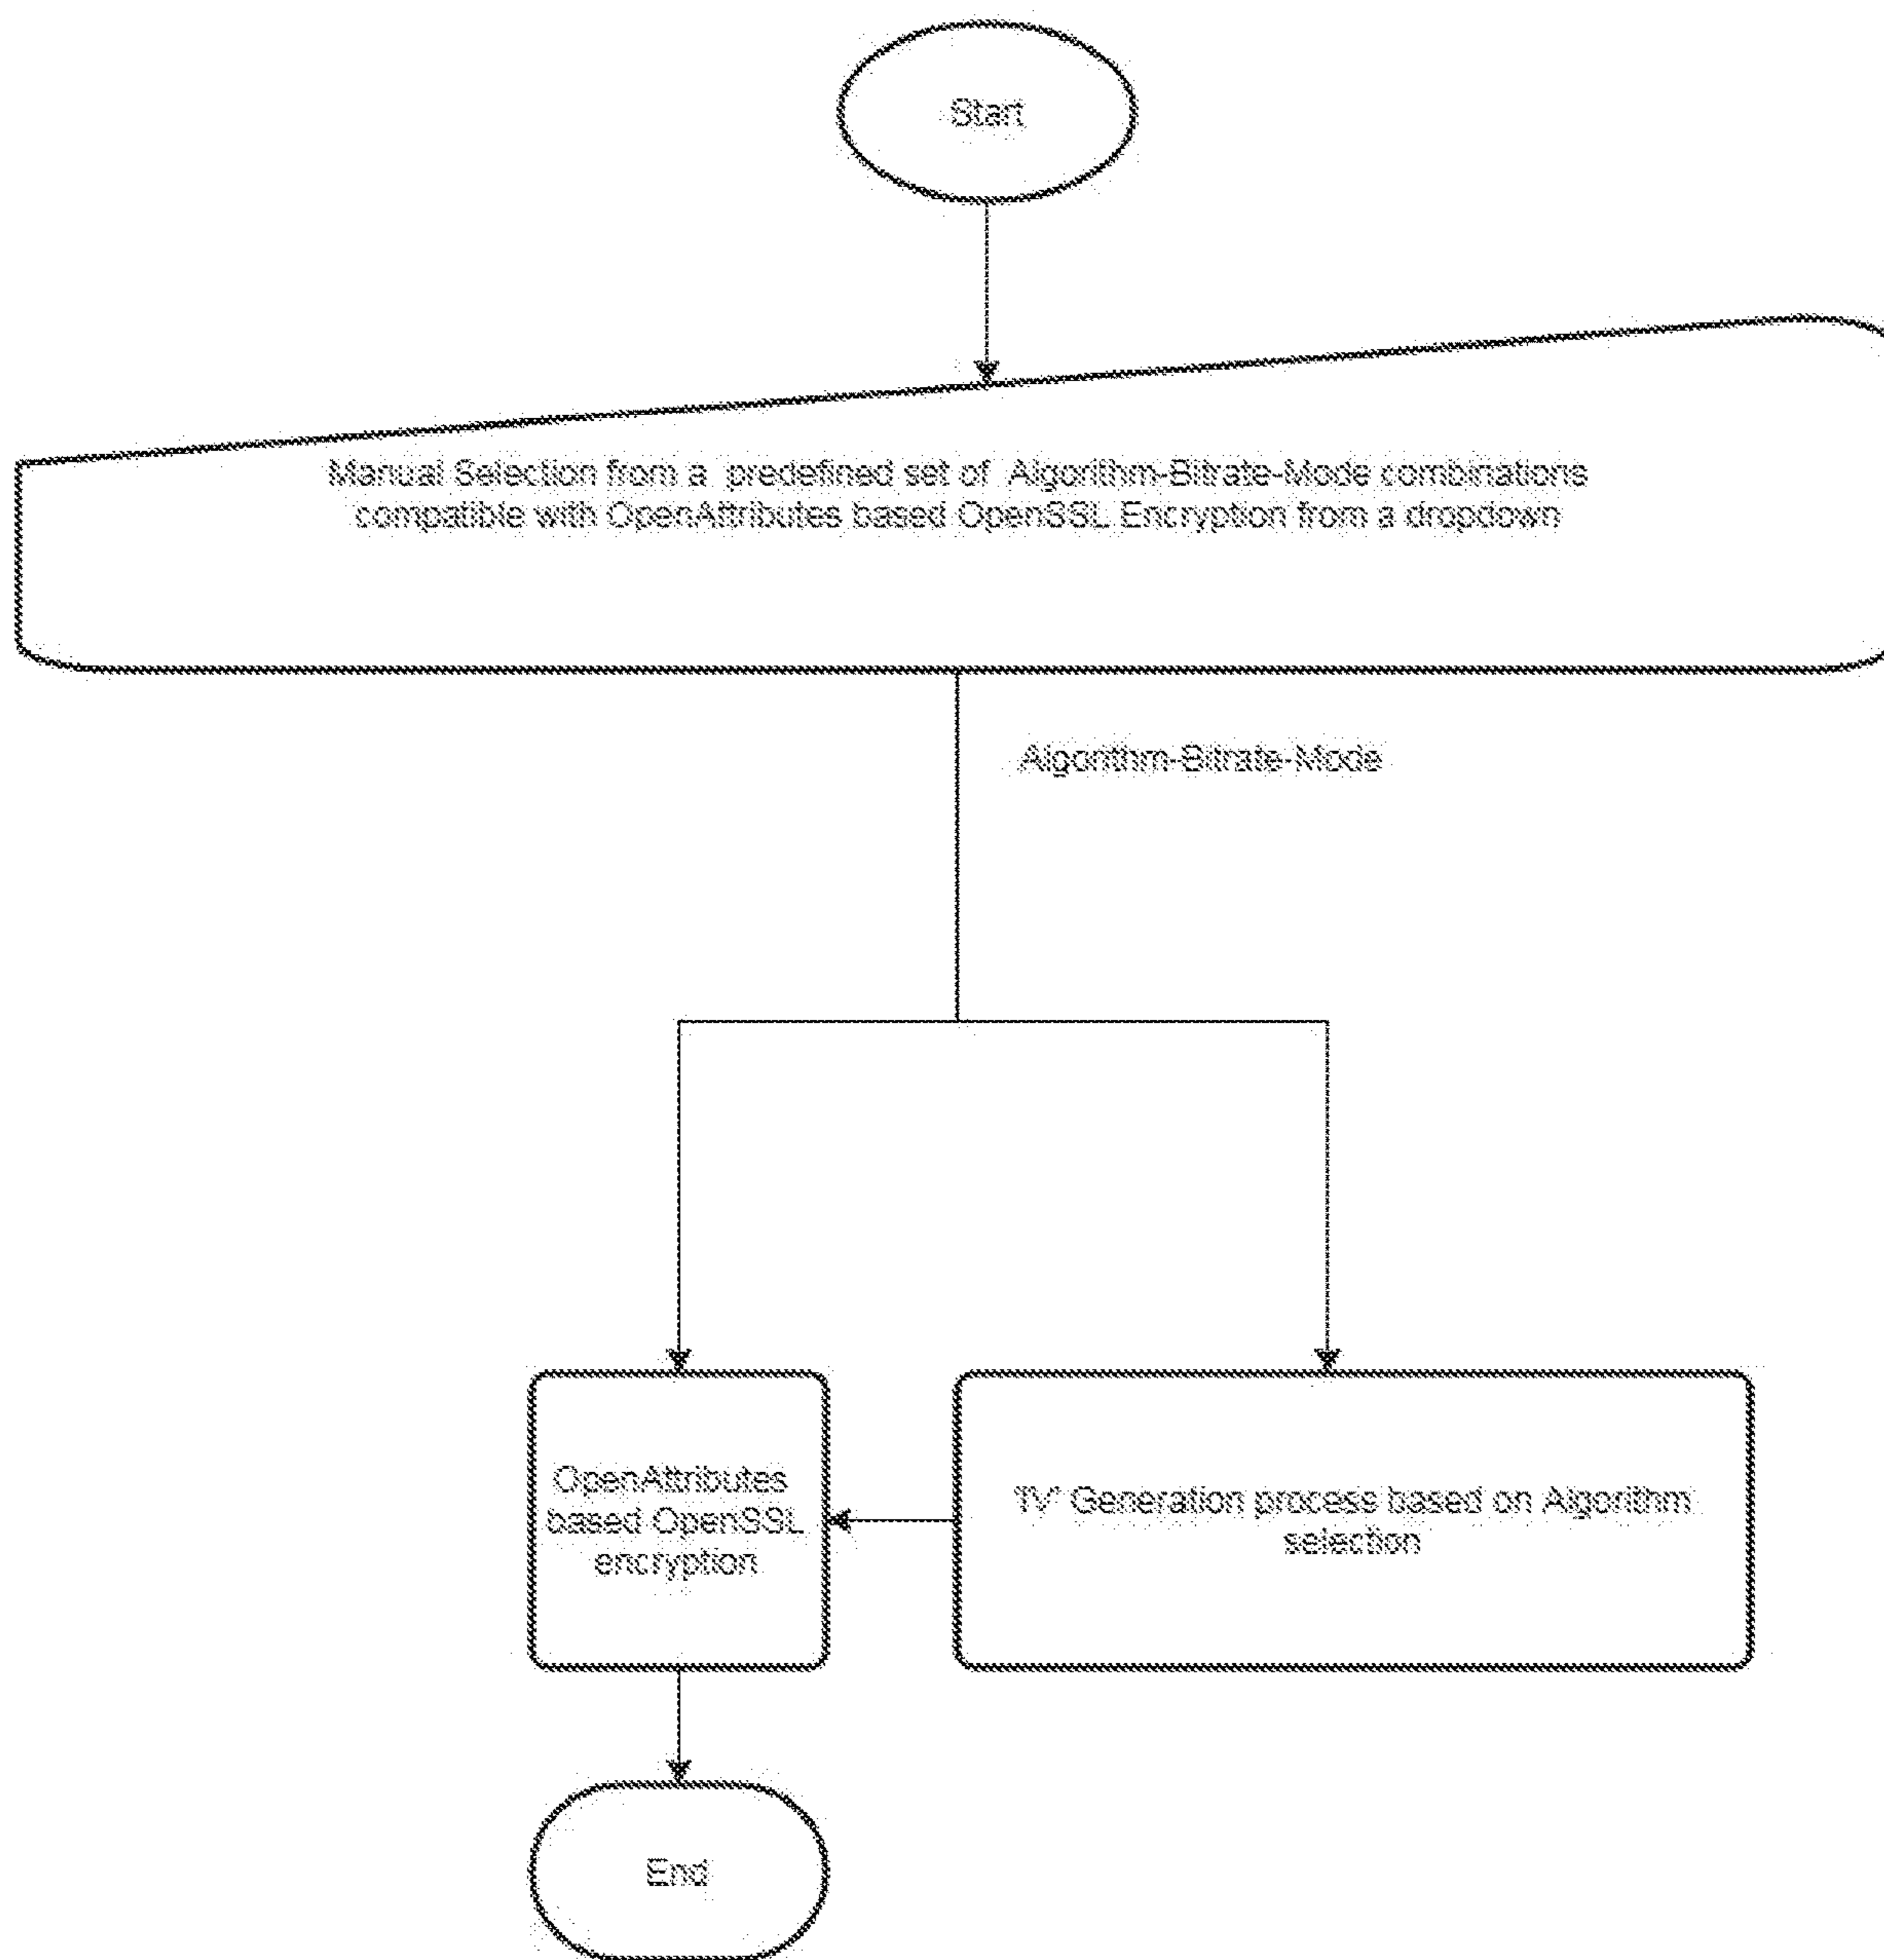 Start
Manual Selection from a predefined set of Algorithm-Bitrate-Mode combinations
compatible with OpenAttributes based OpenSSL Encryption from a dropdown
Algorithm-Bitrate-Mode
OpenAttributes
based OpenSSL
encryption
'IV' Generation process based on Algorithm
selection
End